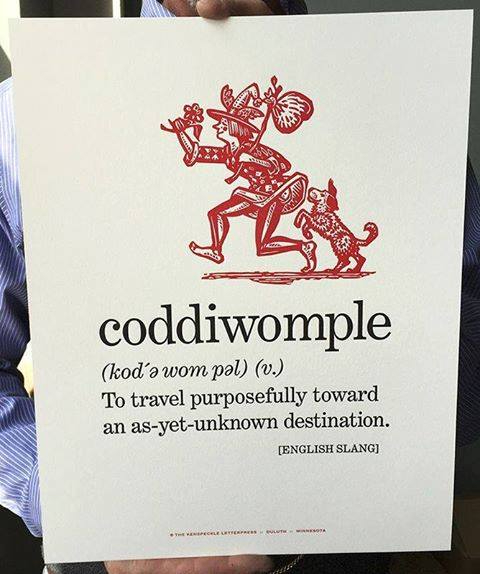 coddiwomple
(kod´ə wom pəl) (v.)
To travel purposefully toward
an as-yet-unknown destination.
[ENGLISH SLANG]
THE KENSPECKLE LETTERPRESS :: DULUTH :: MINNESOTA